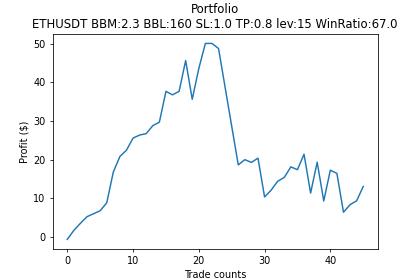 Portfolio
ETHUSDT BBM:2.3 BBL:160 SL:1.0 TP:0.8 lev:15 WinRatio:67.0
50
40
30
20
10
0
Profit ($)
0 10 20 30 40
Trade counts